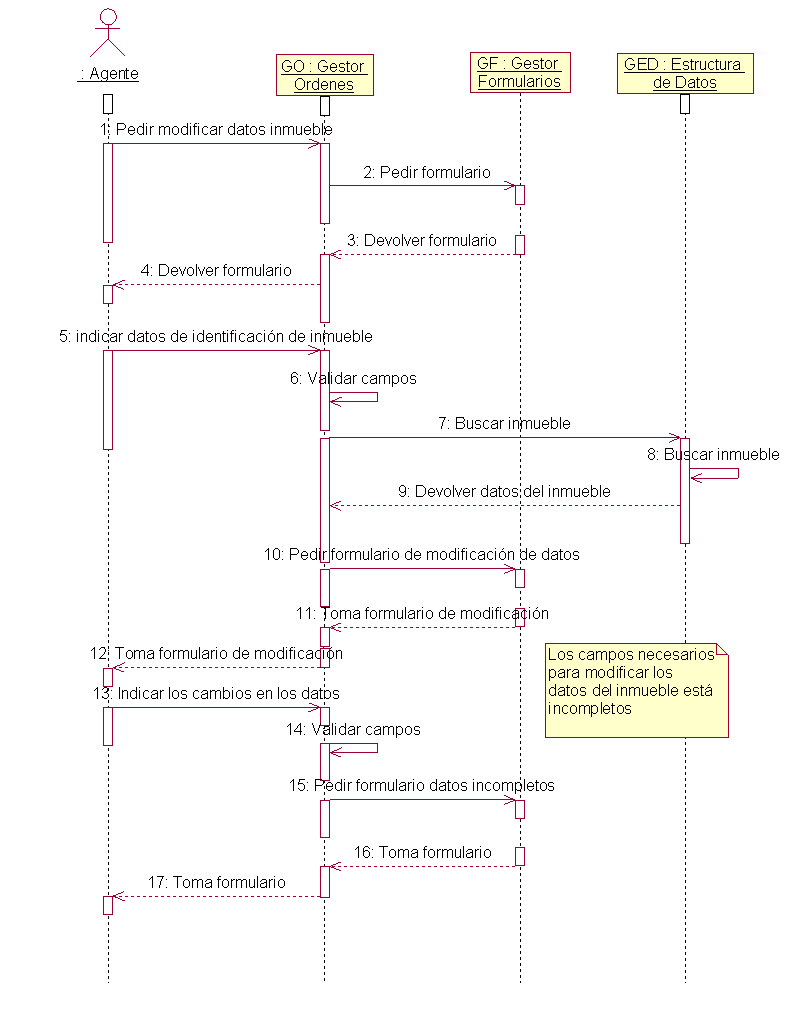 : Agente
GO : Gestor
Ordenes
GF : Gestor
Formularios
GED : Estructura
de Datos
1: Pedir modificar datos inmueble
2: Pedir formulario
3: Devolver formulario
4: Devolver formulario
5: indicar datos de identificación de inmueble
6: Validar campos
7: Buscar inmueble
8: Buscar inmueble
9: Devolver datos del inmueble
10: Pedir formulario de modificación de datos
11: Toma formulario de modificación
12: Toma formulario de modificación
Los campos necesarios
para modificar los
datos del inmueble está
incompletos
13: Indicar los cambios en los datos
14: Validar campos
15: Pedir formulario datos incompletos
16: Toma formulario
17: Toma formulario